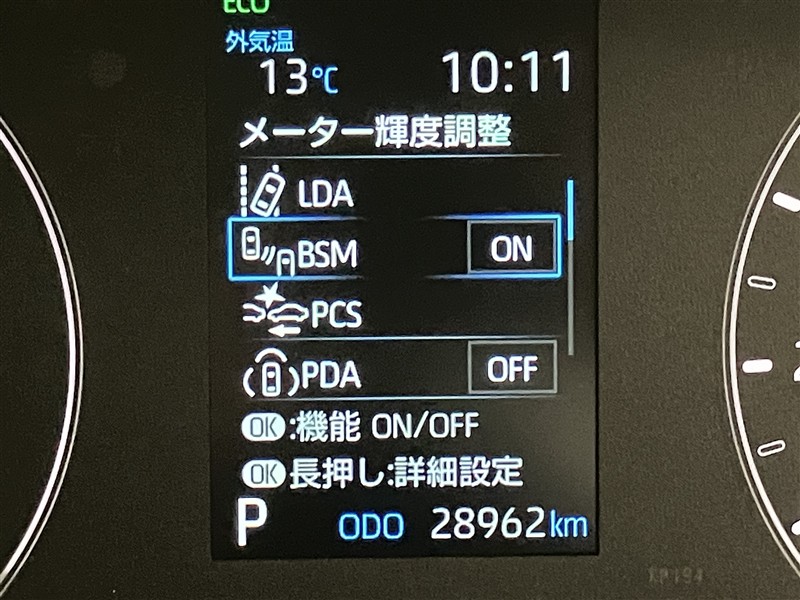 ECO
外気温
13℃ 10:11
メーター輝度調整
LDA
BSM ON
PCS
PDA OFF
OK:機能 ON/OFF
OK長押し:詳細設定
P ODO 28962km